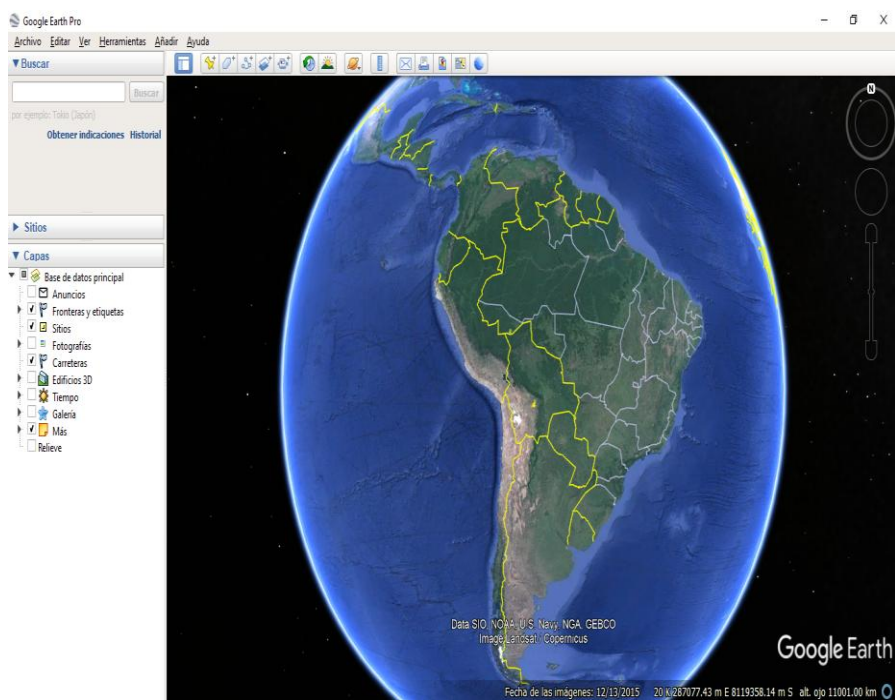 Google Earth Pro
Archivo Editar Ver Herramientas Añadir Ayuda
Buscar
Buscar
por ejemplo: Tokio (Japón)
Obtener indicaciones Historial
Sitios
Capas
Base de datos principal
Anuncios
Fronteras y etiquetas
Sitios
Fotografías
Carreteras
Edificios 3D
Tiempo
Galería
Más
Relieve
N
Data SIO, NOAA, U.S. Navy, NGA, GEBCO
Image Landsat / Copernicus
Google Earth
Fecha de las imágenes: 12/13/2015 20 K 287077.43 m E 8119358.14 m S alt. ojo 11001.00 km